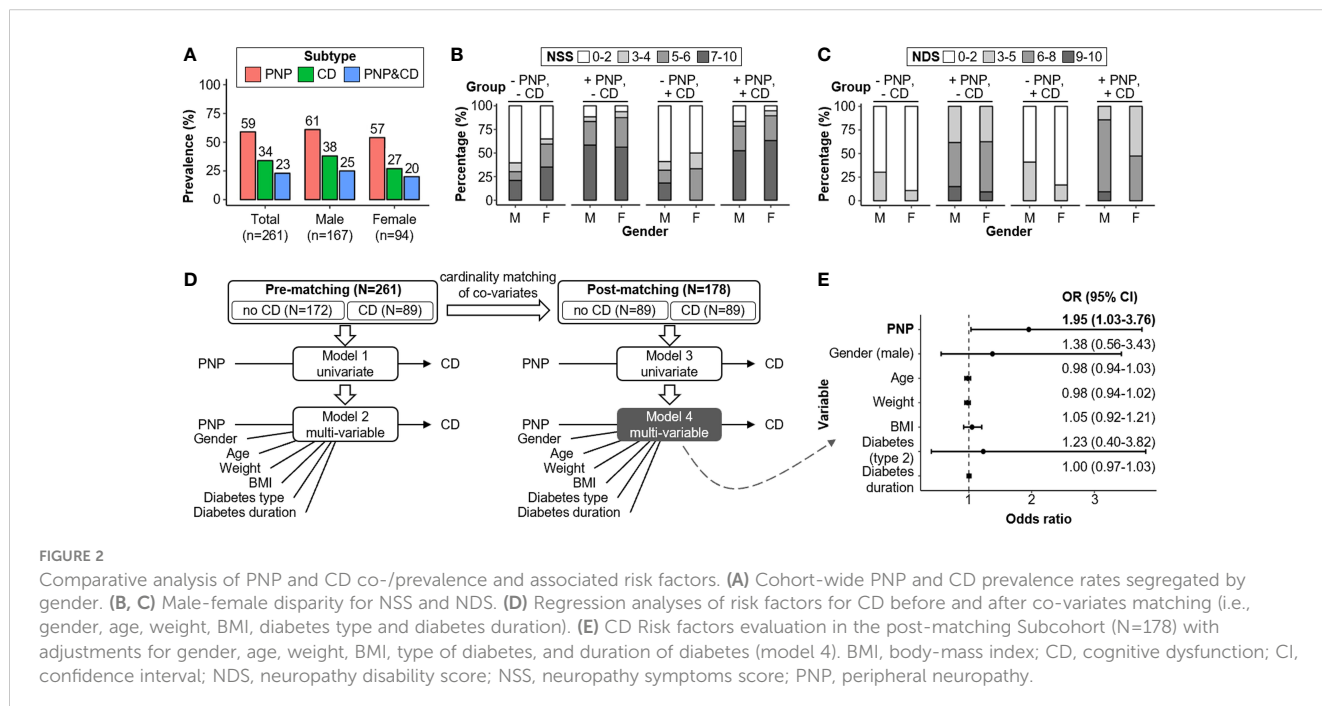 A
Subtype
PNP CD PNP&CD
Prevalence (%)
100
75
50
25
0
59 34 23
61 38 25
57 27 20
Total Male Female
(n=261) (n=167) (n=94)
B
NSS 0-2 3-4 5-6 7-10
Group
- PNP, - CD
+ PNP, - CD
- PNP, + CD
+ PNP, + CD
Percentage (%)
100
75
50
25
0
M F M F M F M F
Gender
C
NDS 0-2 3-5 6-8 9-10
Group
- PNP, - CD
+ PNP, - CD
- PNP, + CD
+ PNP, + CD
Percentage (%)
100
75
50
25
0
M F M F M F M F
Gender
D
Pre-matching (N=261)
no CD (N=172) CD (N=89)
cardinality matching
of co-variates
Post-matching (N=178)
no CD (N=89) CD (N=89)
PNP
Model 1
univariate
CD
PNP
Model 2
multi-variable
CD
Gender
Age
Weight
BMI
Diabetes type
Diabetes duration
PNP
Model 3
univariate
CD
PNP
Model 4
multi-variable
CD
Gender
Age
Weight
BMI
Diabetes type
Diabetes duration
E
OR (95% CI)
Variable
PNP 1.95 (1.03-3.76)
Gender (male) 1.38 (0.56-3.43)
Age 0.98 (0.94-1.03)
Weight 0.98 (0.94-1.02)
BMI 1.05 (0.92-1.21)
Diabetes
(type 2) 1.23 (0.40-3.82)
Diabetes
duration 1.00 (0.97-1.03)
1 2 3
Odds ratio
FIGURE 2
Comparative analysis of PNP and CD co-/prevalence and associated risk factors. (A) Cohort-wide PNP and CD prevalence rates segregated by
gender. (B, C) Male-female disparity for NSS and NDS. (D) Regression analyses of risk factors for CD before and after co-variates matching (i.e.,
gender, age, weight, BMI, diabetes type and diabetes duration). (E) CD Risk factors evaluation in the post-matching Subcohort (N=178) with
adjustments for gender, age, weight, BMI, type of diabetes, and duration of diabetes (model 4). BMI, body-mass index; CD, cognitive dysfunction; CI,
confidence interval; NDS, neuropathy disability score; NSS, neuropathy symptoms score; PNP, peripheral neuropathy.